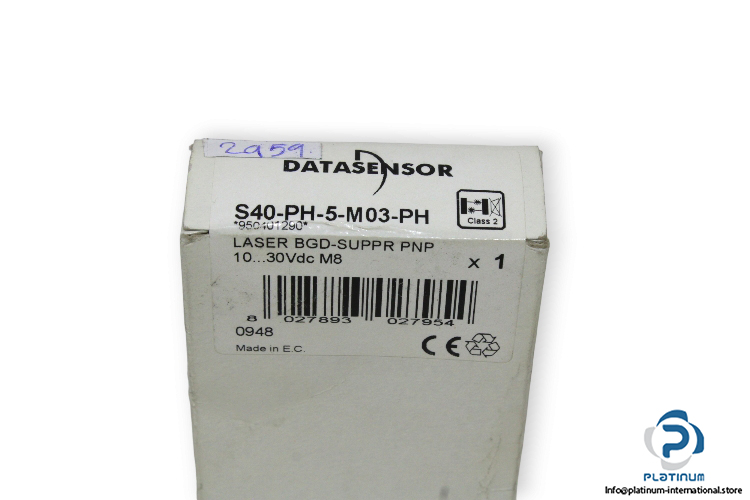 2959.
DATASENSOR
S40-PH-5-M03-PH
*950401290*
Class 2
LASER BGD-SUPPR PNP
10...30Vdc M8
x 1
8 027893 027954
0948
CE
Made in E.C.
PLATINUM
Info@platinum-international.store